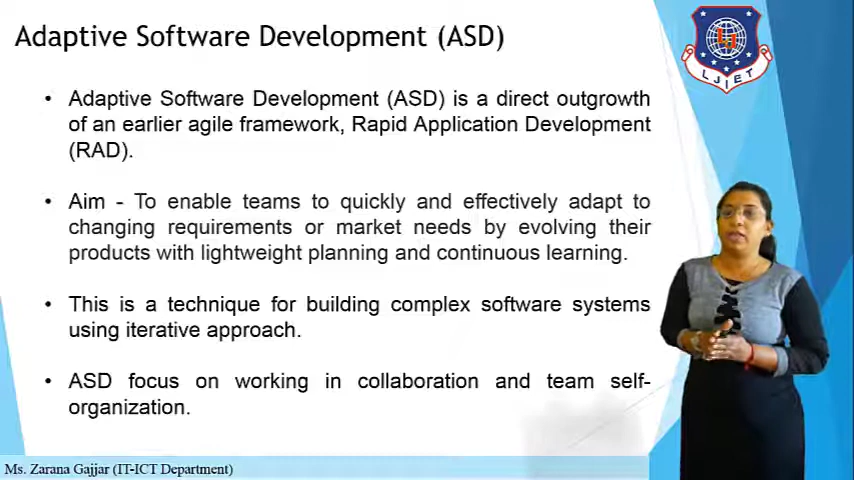 Adaptive Software Development (ASD)
• Adaptive Software Development (ASD) is a direct outgrowth
of an earlier agile framework, Rapid Application Development
(RAD).
• Aim - To enable teams to quickly and effectively adapt to
changing requirements or market needs by evolving their
products with lightweight planning and continuous learning.
• This is a technique for building complex software systems
using iterative approach.
• ASD focus on working in collaboration and team self-
organization.
LJIET
Ms. Zarana Gajjar (IT-ICT Department)